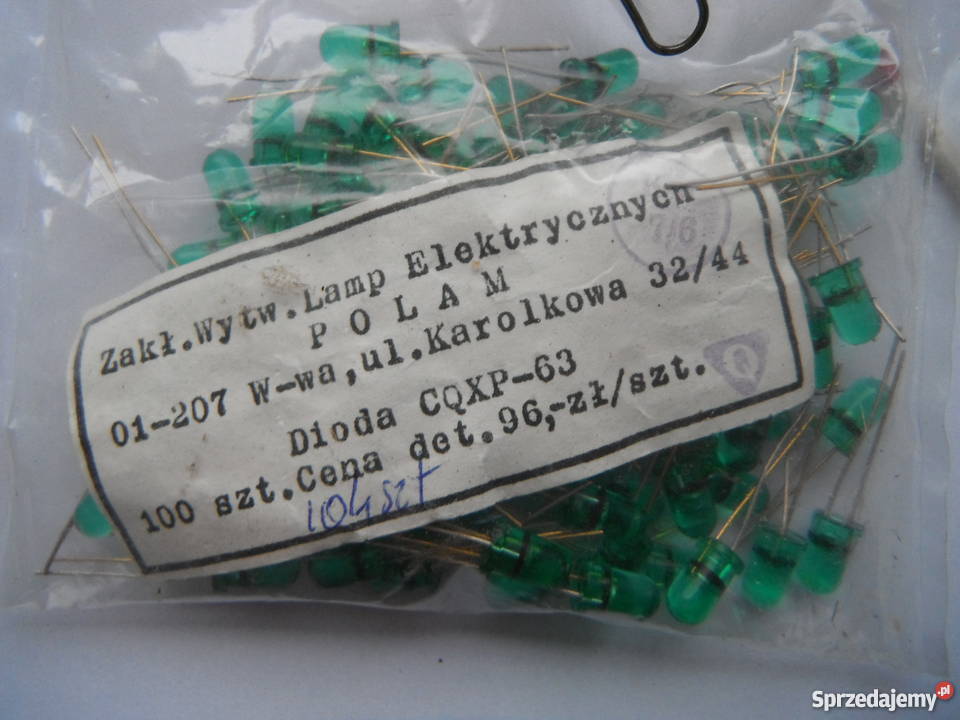 Zakł.Wytw.Lamp Elektrycznych
P O L A M
01-207 W-wa,ul.Karolkowa 32/44
Dioda CQXP-63
100 szt.Cena det.96,-zł/szt.
Q
104 szt
Sprzedajemy.pl